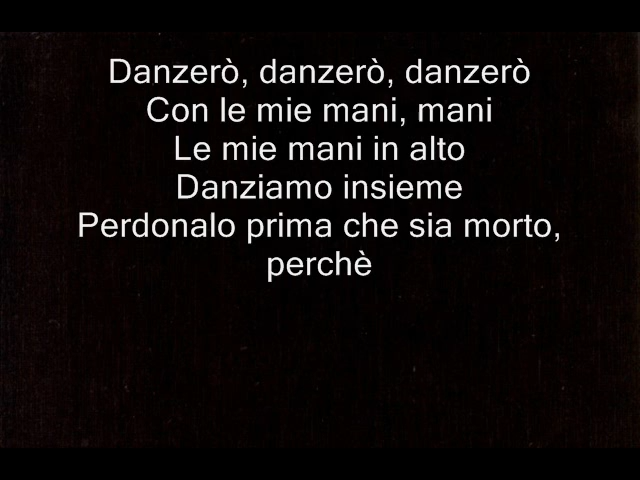 Danzerò, danzerò, danzerò
Con le mie mani, mani
Le mie mani in alto
Danziamo insieme
Perdonalo prima che sia morto,
perchè